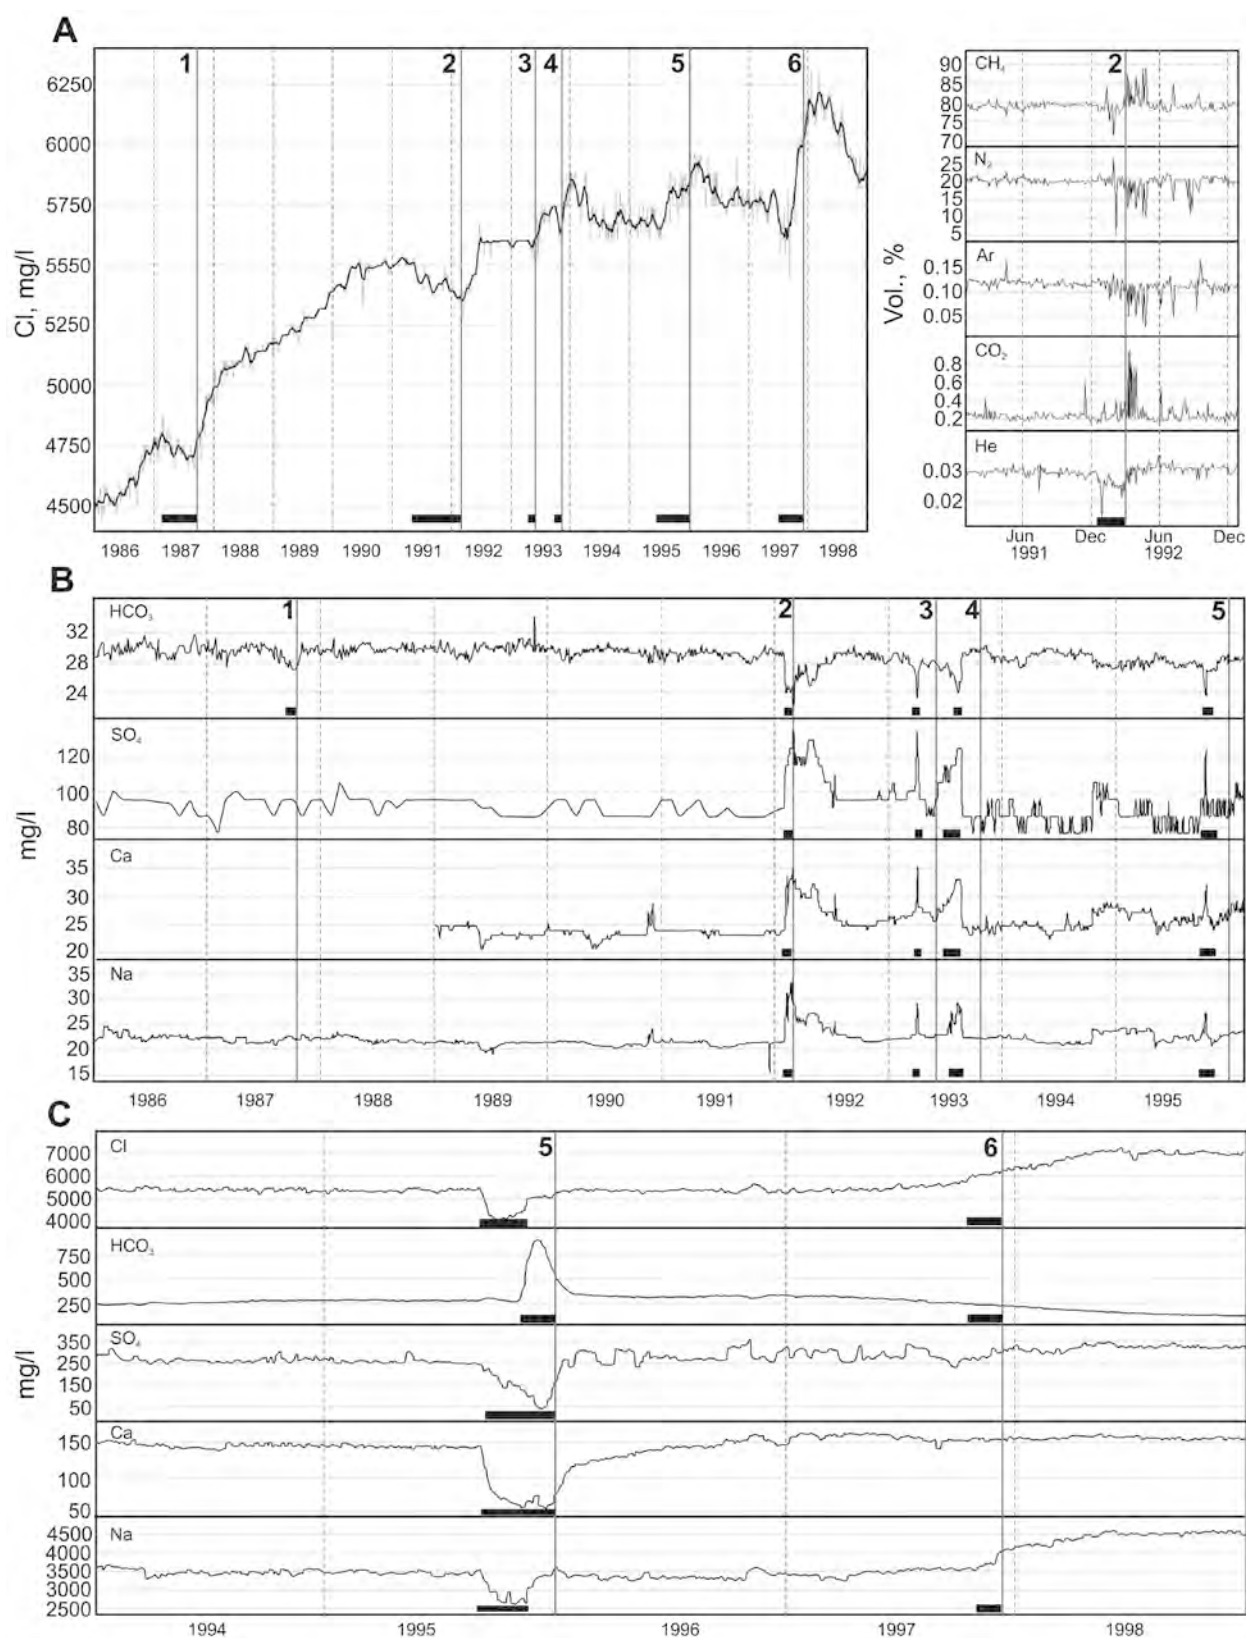 A
1 2 3 4 5 6
Cl, mg/l
6250
6000
5750
5550
5250
5000
4750
4500
1986 1987 1988 1989 1990 1991 1992 1993 1994 1995 1996 1997 1998
2
Vol., %
CH₄
90
85
80
75
70
N₂
25
20
15
10
5
Ar
0.15
0.10
0.05
CO₂
0.8
0.6
0.4
0.2
He
0.03
0.02
Jun Dec Jun Dec
1991 1992
B
1 2 3 4 5
mg/l
HCO₃
32
28
24
SO₄
120
100
80
Ca
35
30
25
20
Na
35
30
25
20
15
1986 1987 1988 1989 1990 1991 1992 1993 1994 1995
C
5 6
mg/l
Cl
7000
6000
5000
4000
HCO₃
750
500
250
SO₄
350
250
150
50
Ca
150
100
50
Na
4500
4000
3500
3000
2500
1994 1995 1996 1997 1998